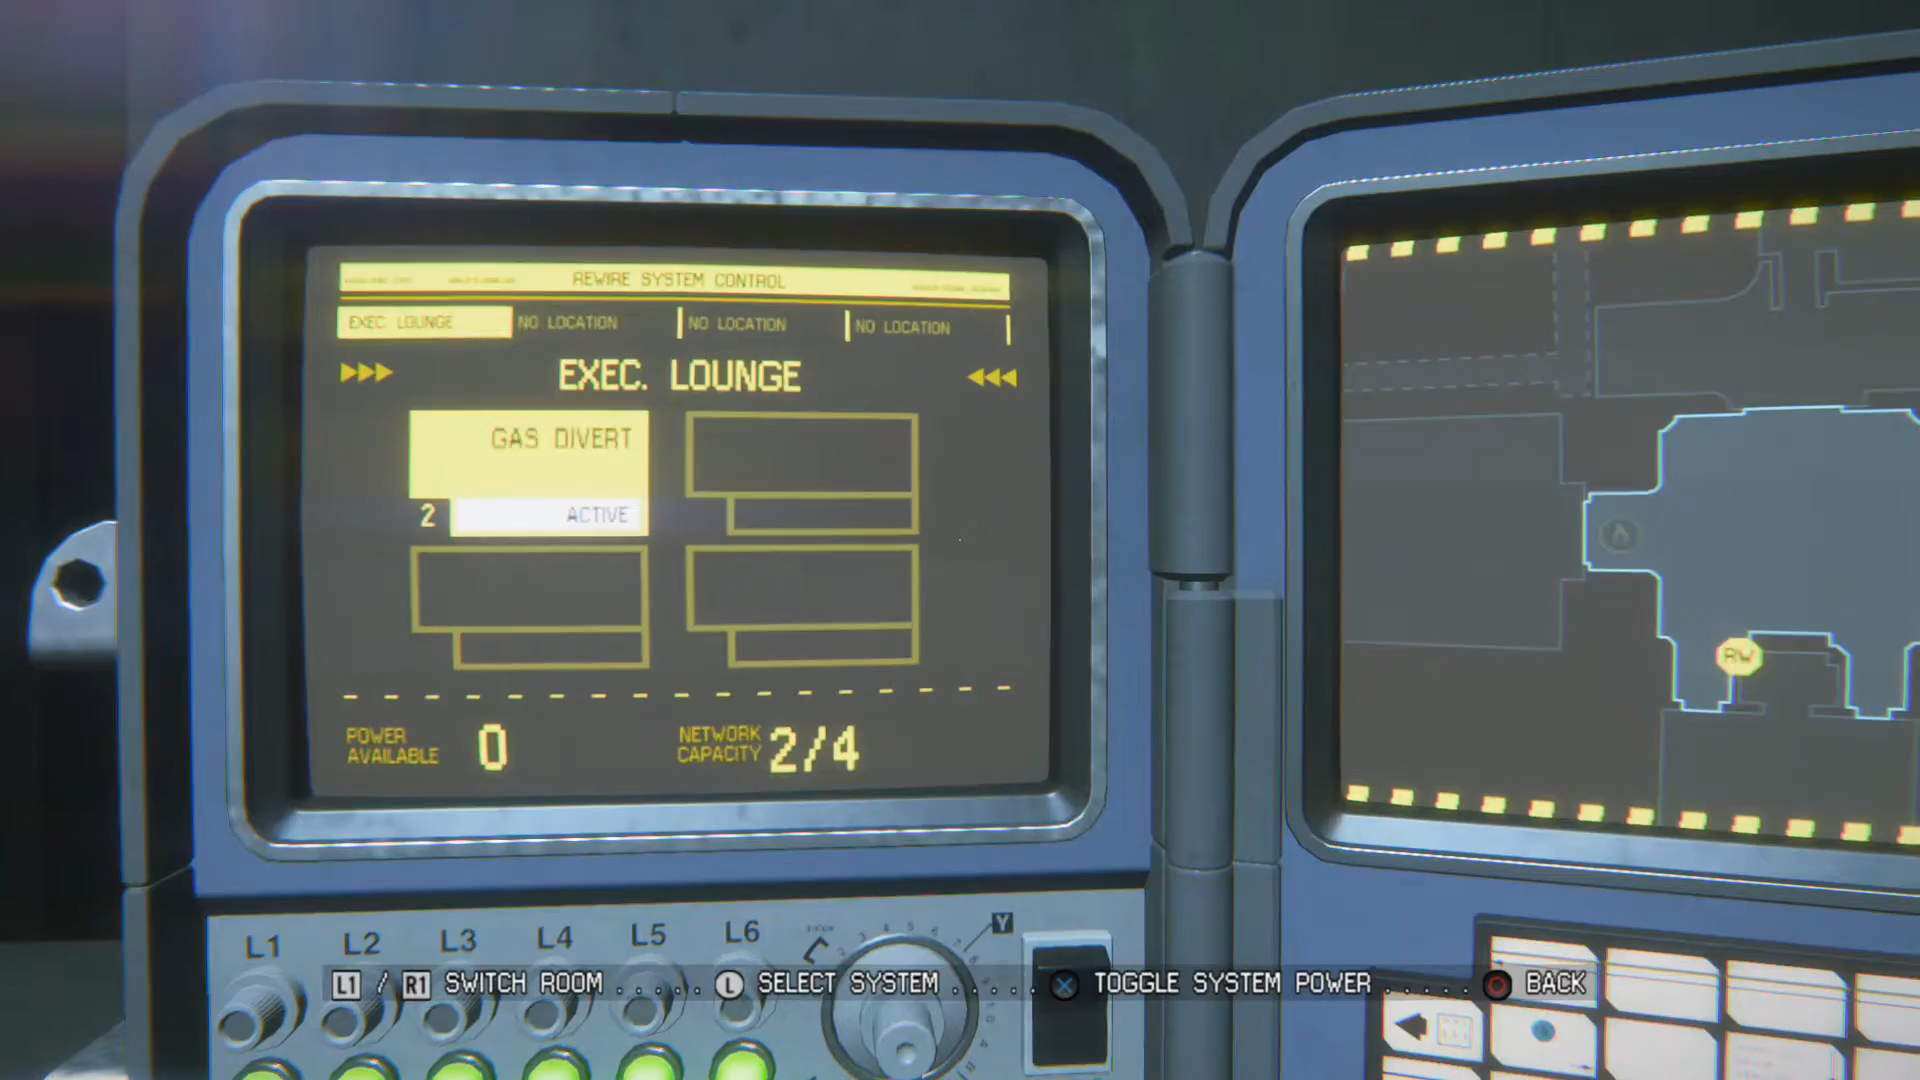 REWIRE SYSTEM CONTROL
EXEC. LOUNGE
NO LOCATION
NO LOCATION
NO LOCATION
EXEC. LOUNGE
GAS DIVERT
2 ACTIVE
POWER AVAILABLE 0
NETWORK CAPACITY 2/4
RW
L1 L2 L3 L4 L5 L6
Y
L1 / R1 SWITCH ROOM . . . . . L SELECT SYSTEM . . . . . TOGGLE SYSTEM POWER . . . . . BACK